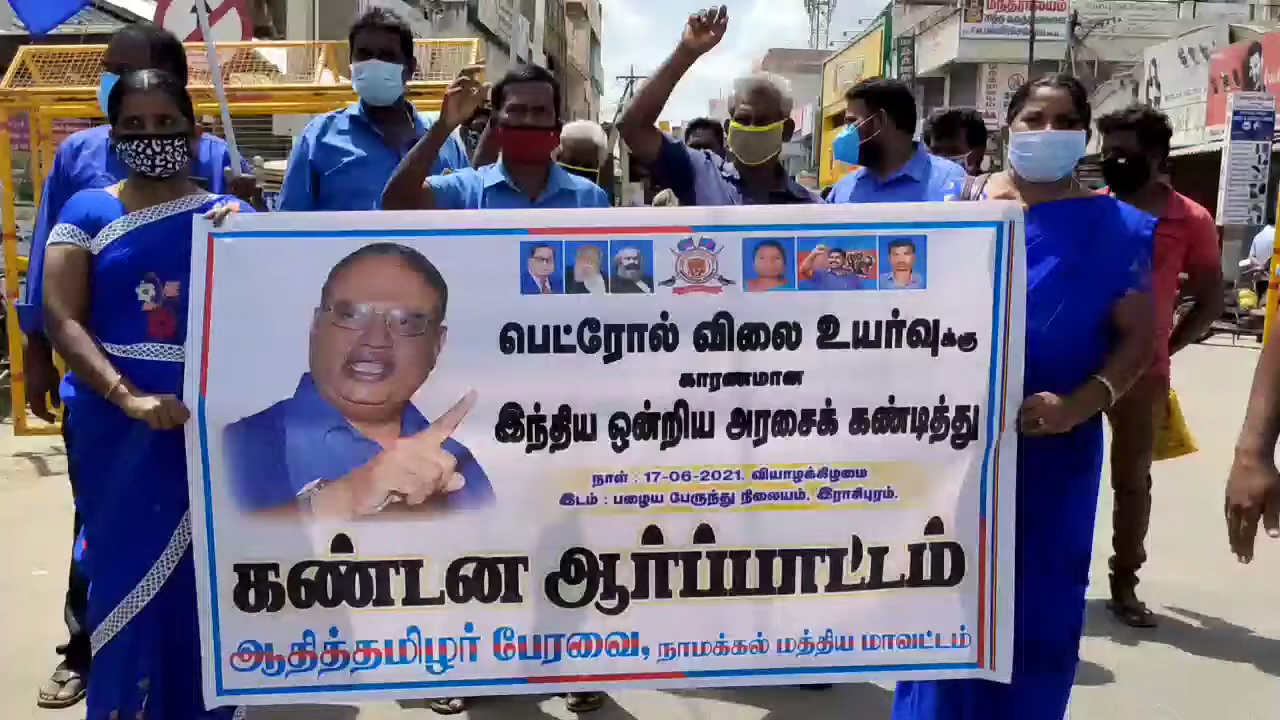 பெட்ரோல் விலை உயர்வுக்கு
காரணமான
இந்திய ஒன்றிய அரசைக் கண்டித்து
நாள் : 17-06-2021. வியாழக்கிழமை
இடம் : பழைய பேருந்து நிலையம், இராசிபுரம்.
கண்டன ஆர்ப்பாட்டம்
ஆதித்தமிழர் பேரவை, நாமக்கல் மத்திய மாவட்டம்